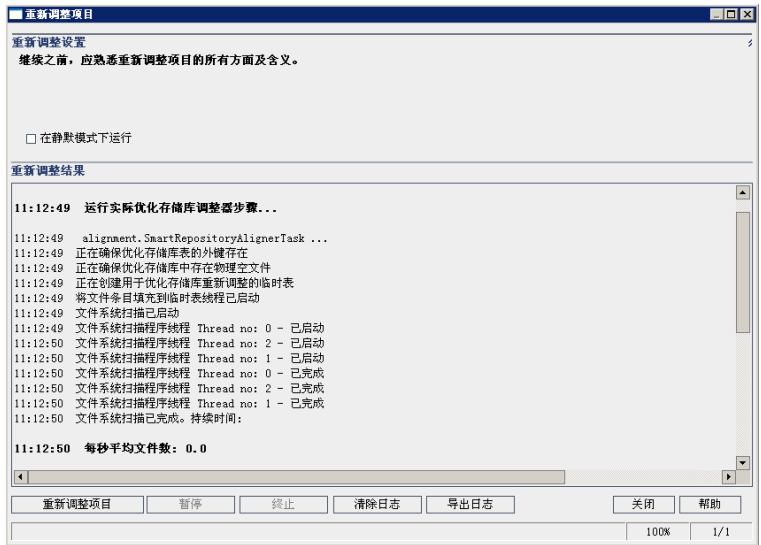 重新调整项目
重新调整设置
继续之前，应熟悉重新调整项目的所有方面及含义。
在静默模式下运行
重新调整结果
11:12:49 运行实际优化存储库调整器步骤...
11:12:49 alignment.SmartRepositoryAlignerTask ...
11:12:49 正在确保优化存储库表的外键存在
11:12:49 正在确保优化存储库中存在物理空文件
11:12:49 正在创建用于优化存储库重新调整的临时表
11:12:49 将文件条目填充到临时表线程已启动
11:12:49 文件系统扫描已启动
11:12:49 文件系统扫描程序线程 Thread no: 0 - 已启动
11:12:50 文件系统扫描程序线程 Thread no: 2 - 已启动
11:12:50 文件系统扫描程序线程 Thread no: 1 - 已启动
11:12:50 文件系统扫描程序线程 Thread no: 0 - 已完成
11:12:50 文件系统扫描程序线程 Thread no: 2 - 已完成
11:12:50 文件系统扫描程序线程 Thread no: 1 - 已完成
11:12:50 文件系统扫描已完成。持续时间：
11:12:50 每秒平均文件数: 0.0
重新调整项目 暂停 终止 清除日志 导出日志 关闭 帮助
100% 1/1